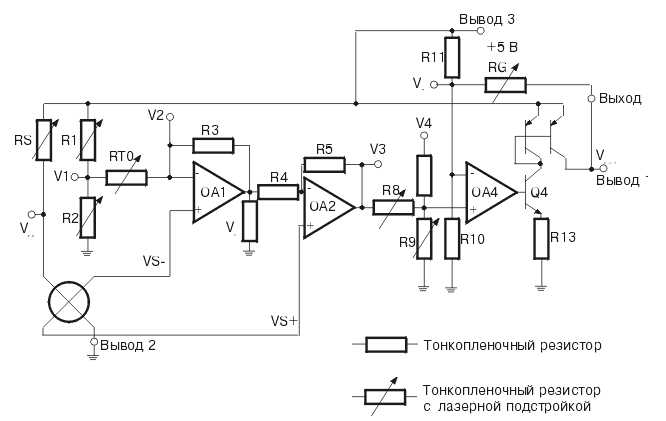 Вывод 3
+5 В
R11
RG
V
Выход
V2
V4
RS
R1
R3
R5
V3
RT0
R4
V1
OA1
OA2
R8
OA4
Q4
V
Вывод
R2
V
V
R9
R10
R13
VS-
VS+
Вывод 2
Тонкопленочный резистор
Тонкопленочный резистор
с лазерной подстройкой